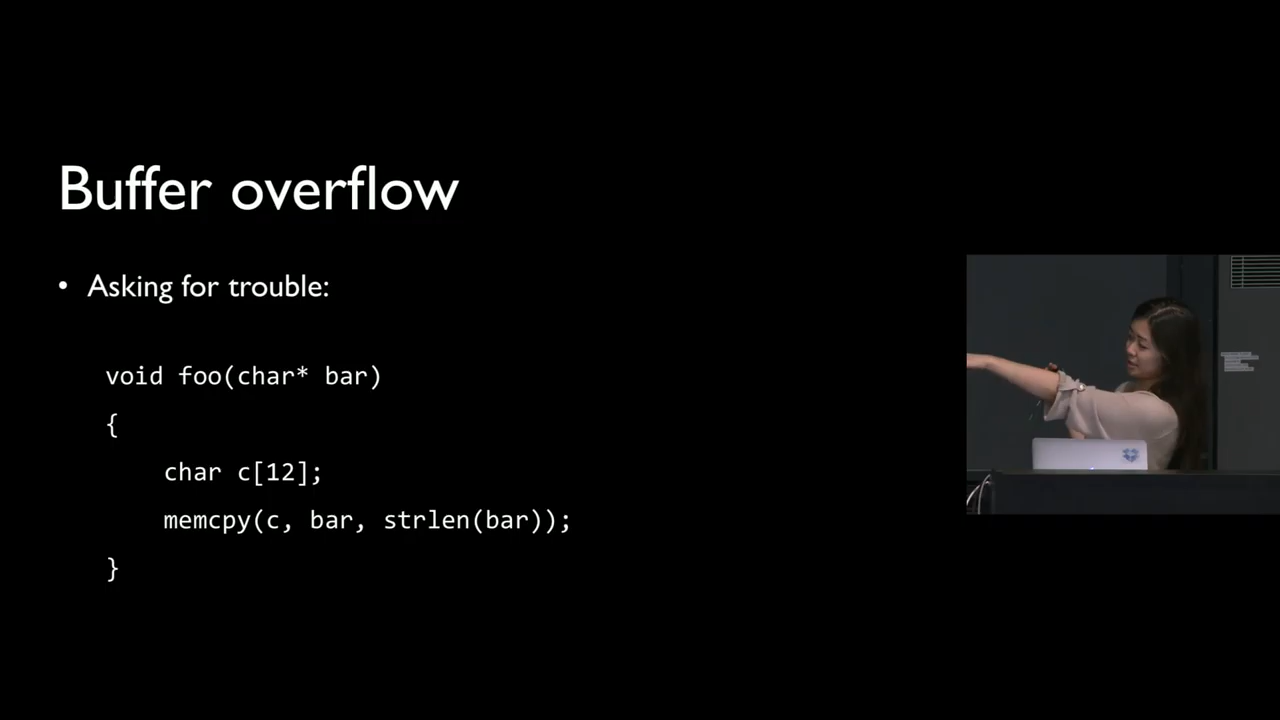 Buffer overflow
• Asking for trouble:
void foo(char* bar)
{
char c[12];
memcpy(c, bar, strlen(bar));
}